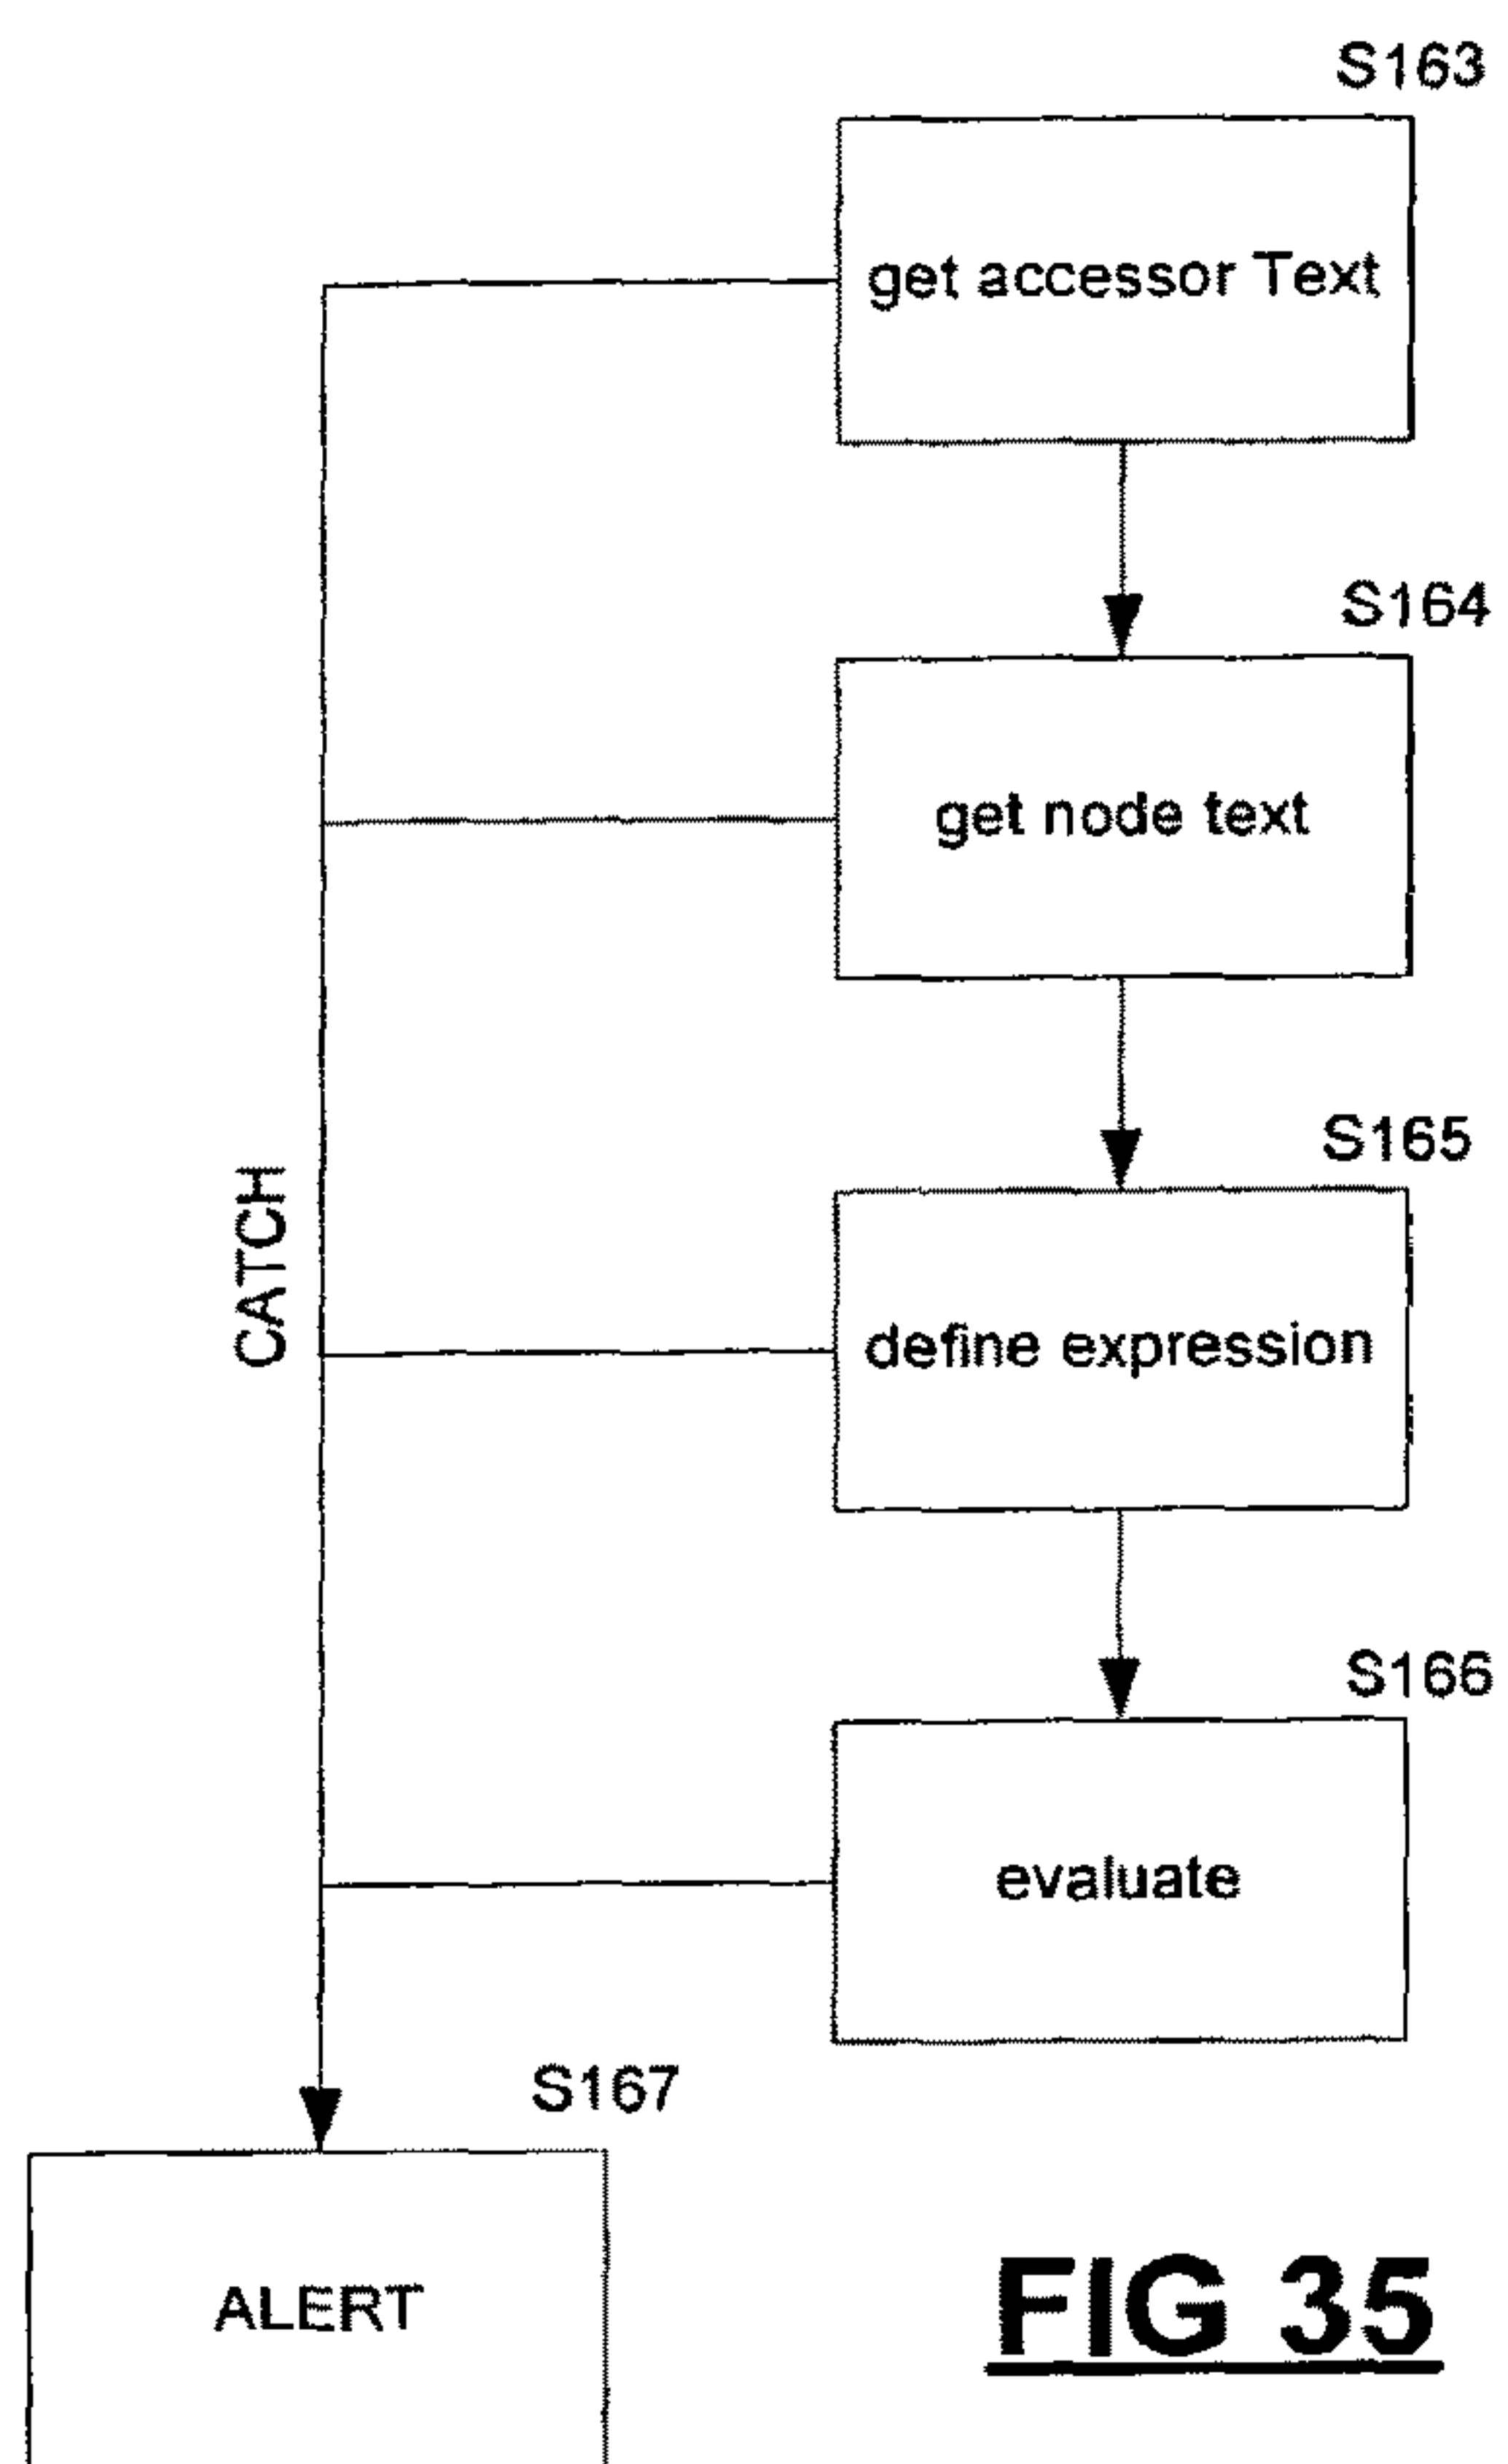 S163
get accessor Text
S164
get node text
S165
define expression
CATCH
S166
evaluate
S167
ALERT
FIG 35